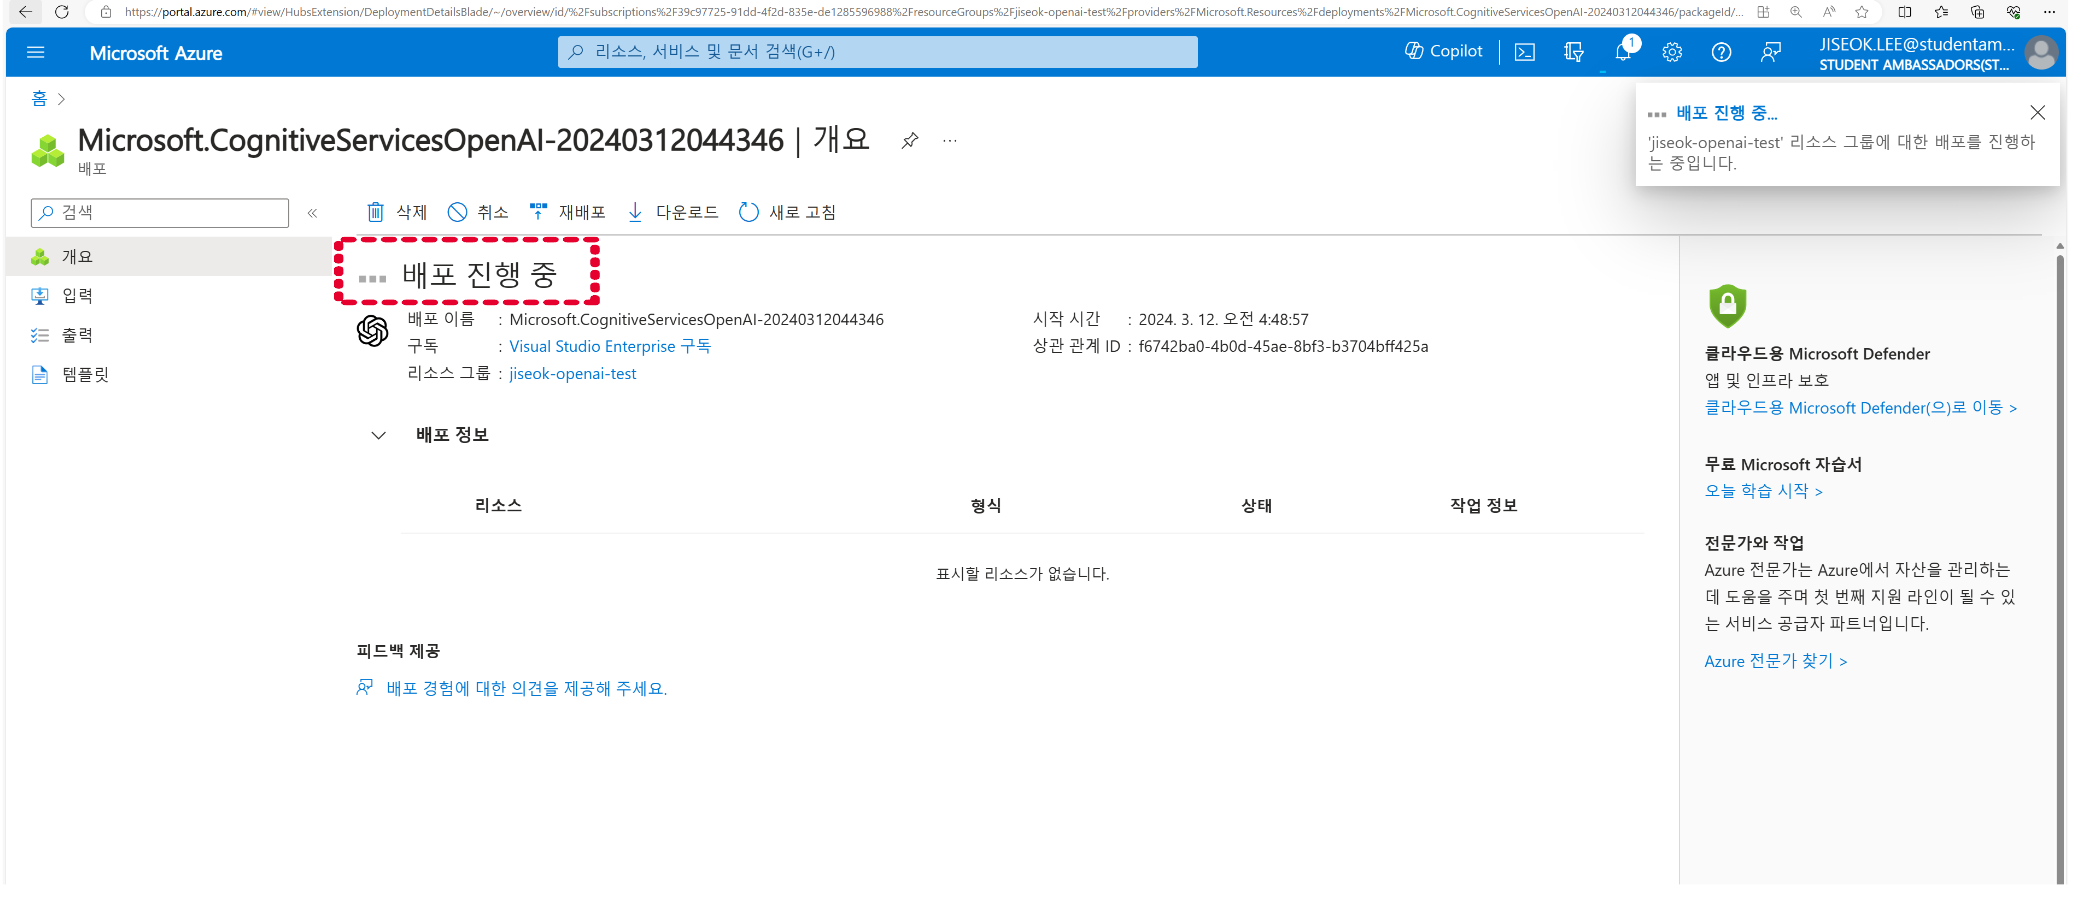 https://portal.azure.com/#view/HubsExtension/DeploymentDetailsBlade/~/overview/id/%2Fsubscriptions%2F39c97725-91dd-4f2d-835e-de1285596988%2FresourceGroups%2Fjiseok-openai-test%2Fproviders%2FMicrosoft.Resources%2Fdeployments%2FMicrosoft.CognitiveServicesOpenAI-20240312044346/packageId/...
Microsoft Azure
리소스, 서비스 및 문서 검색(G+/)
Copilot
1
JISEOK.LEE@studentam...
STUDENT AMBASSADORS(ST...
홈 >
배포 진행 중...
'jiseok-openai-test' 리소스 그룹에 대한 배포를 진행하
는 중입니다.
Microsoft.CognitiveServicesOpenAI-20240312044346 | 개요
배포
검색
삭제 취소 재배포 다운로드 새로 고침
개요
입력
출력
템플릿
배포 진행 중
배포 이름 : Microsoft.CognitiveServicesOpenAI-20240312044346
구독 : Visual Studio Enterprise 구독
리소스 그룹 : jiseok-openai-test
시작 시간 : 2024. 3. 12. 오전 4:48:57
상관 관계 ID : f6742ba0-4b0d-45ae-8bf3-b3704bff425a
배포 정보
리소스 형식 상태 작업 정보
표시할 리소스가 없습니다.
피드백 제공
배포 경험에 대한 의견을 제공해 주세요.
클라우드용 Microsoft Defender
앱 및 인프라 보호
클라우드용 Microsoft Defender(으)로 이동 >
무료 Microsoft 자습서
오늘 학습 시작 >
전문가와 작업
Azure 전문가는 Azure에서 자산을 관리하는
데 도움을 주며 첫 번째 지원 라인이 될 수 있
는 서비스 공급자 파트너입니다.
Azure 전문가 찾기 >